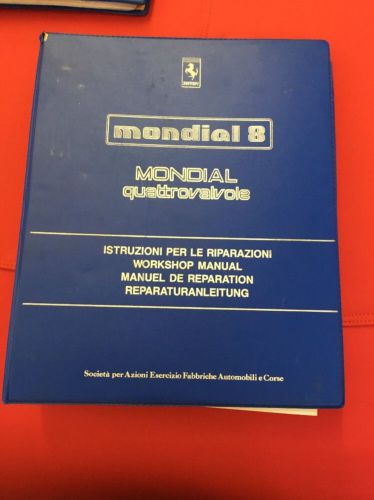 Ferrari
mondial 8
MONDIAL
quattrovalvole
ISTRUZIONI PER LE RIPARAZIONI
WORKSHOP MANUAL
MANUEL DE REPARATION
REPARATURANLEITUNG
Società per Azioni Esercizio Fabbriche Automobili e Corse